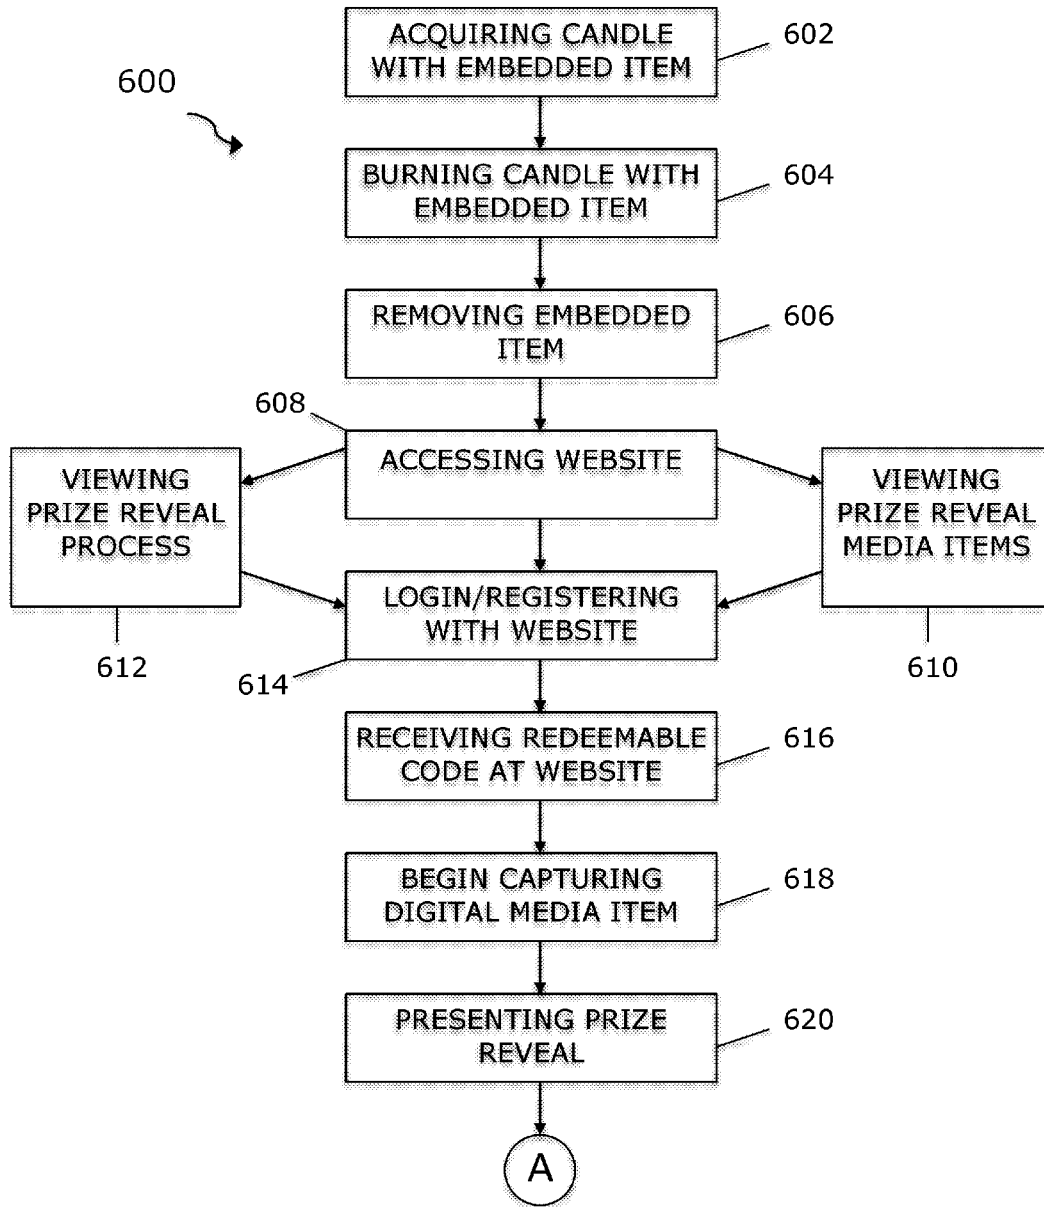 600
ACQUIRING CANDLE
WITH EMBEDDED ITEM
602
BURNING CANDLE WITH
EMBEDDED ITEM
604
REMOVING EMBEDDED
ITEM
606
608
ACCESSING WEBSITE
VIEWING
PRIZE REVEAL
PROCESS
612
VIEWING
PRIZE REVEAL
MEDIA ITEMS
610
LOGIN/REGISTERING
WITH WEBSITE
614
RECEIVING REDEEMABLE
CODE AT WEBSITE
616
BEGIN CAPTURING
DIGITAL MEDIA ITEM
618
PRESENTING PRIZE
REVEAL
620
A